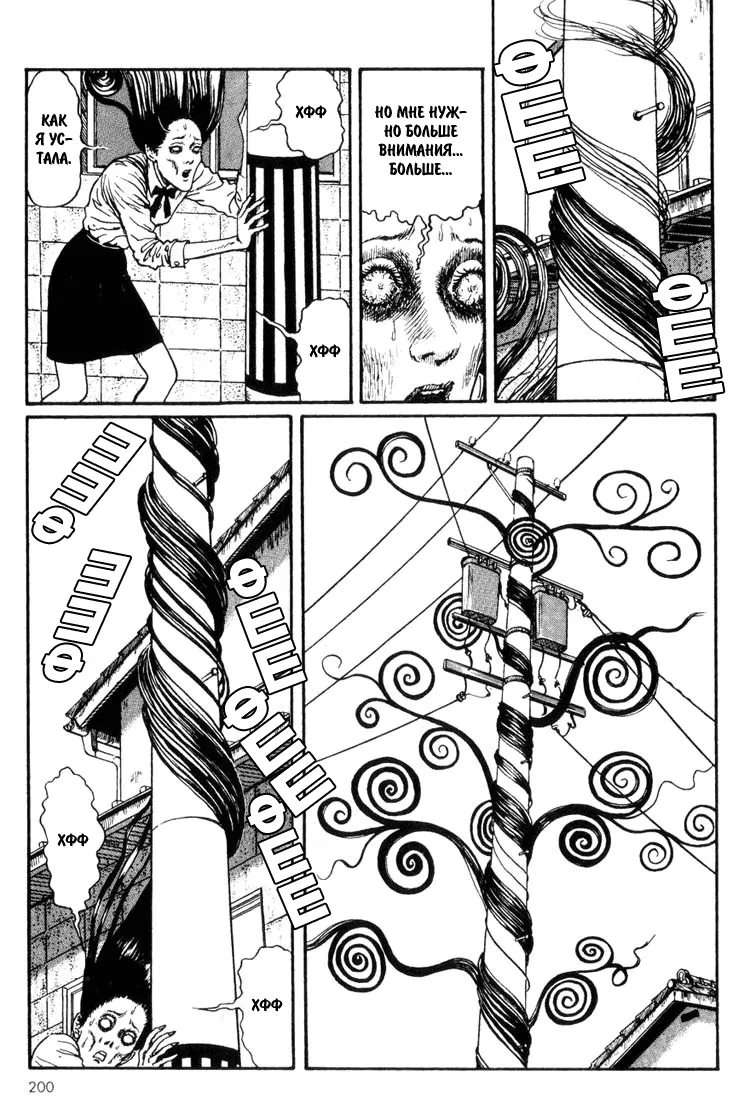 КАК
Я УС-
ТАЛА.
ХФФ
ХФФ
НО МНЕ НУЖ-
НО БОЛЬШЕ
ВНИМАНИЯ...
БОЛЬШЕ...
ФШШ
ФШШ
ФШШ
ФШШ
ФШШ
ФШШ
ФШШ
ХФФ
ХФФ
200